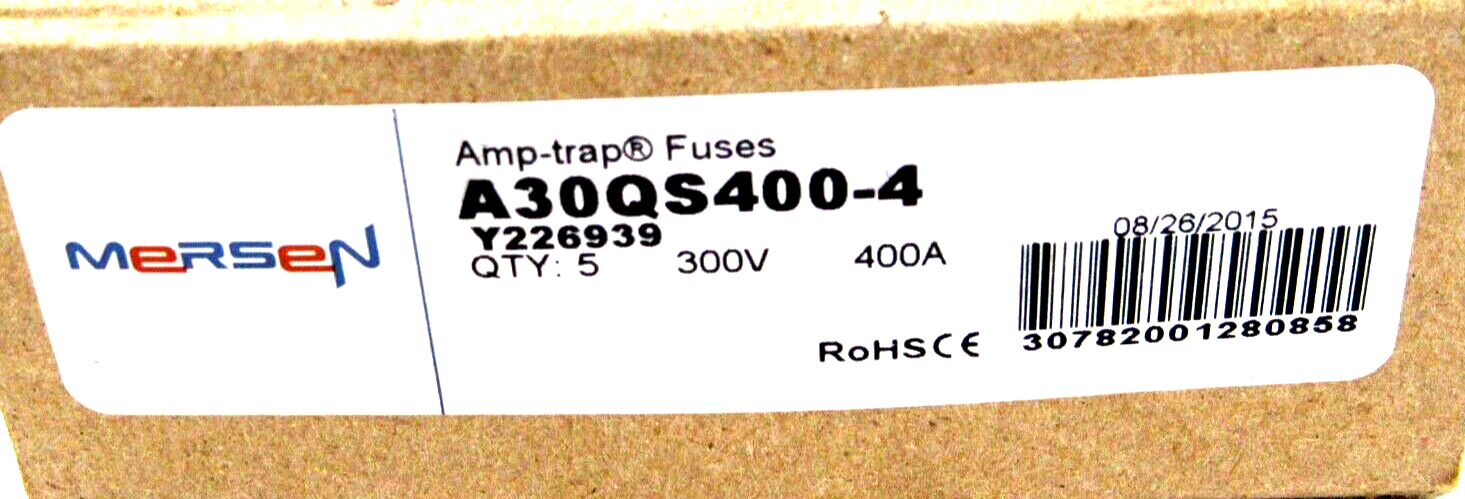 MERSEN
Amp-trap® Fuses
A30QS400-4
Y226939
QTY: 5 300V 400A
08/26/2015
RoHS CE
30782001280858